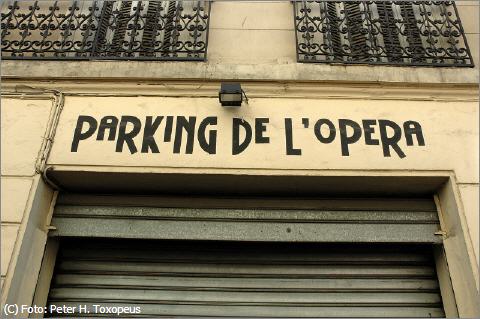 PARKING DE L'OPERA
(C) Foto: Peter H. Toxopeus